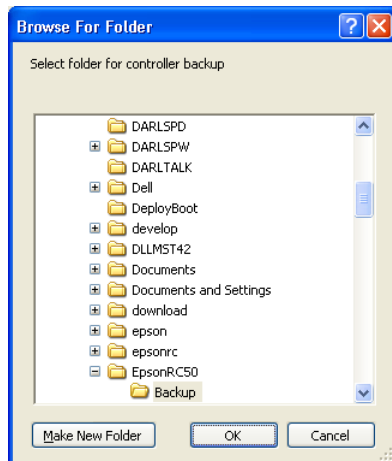 Browse For Folder
Select folder for controller backup
DARLSPD
DARLSPW
DARLTALK
Dell
DeployBoot
develop
DLLMST42
Documents
Documents and Settings
download
epson
epsonrc
EpsonRC50
Backup
Make New Folder OK Cancel